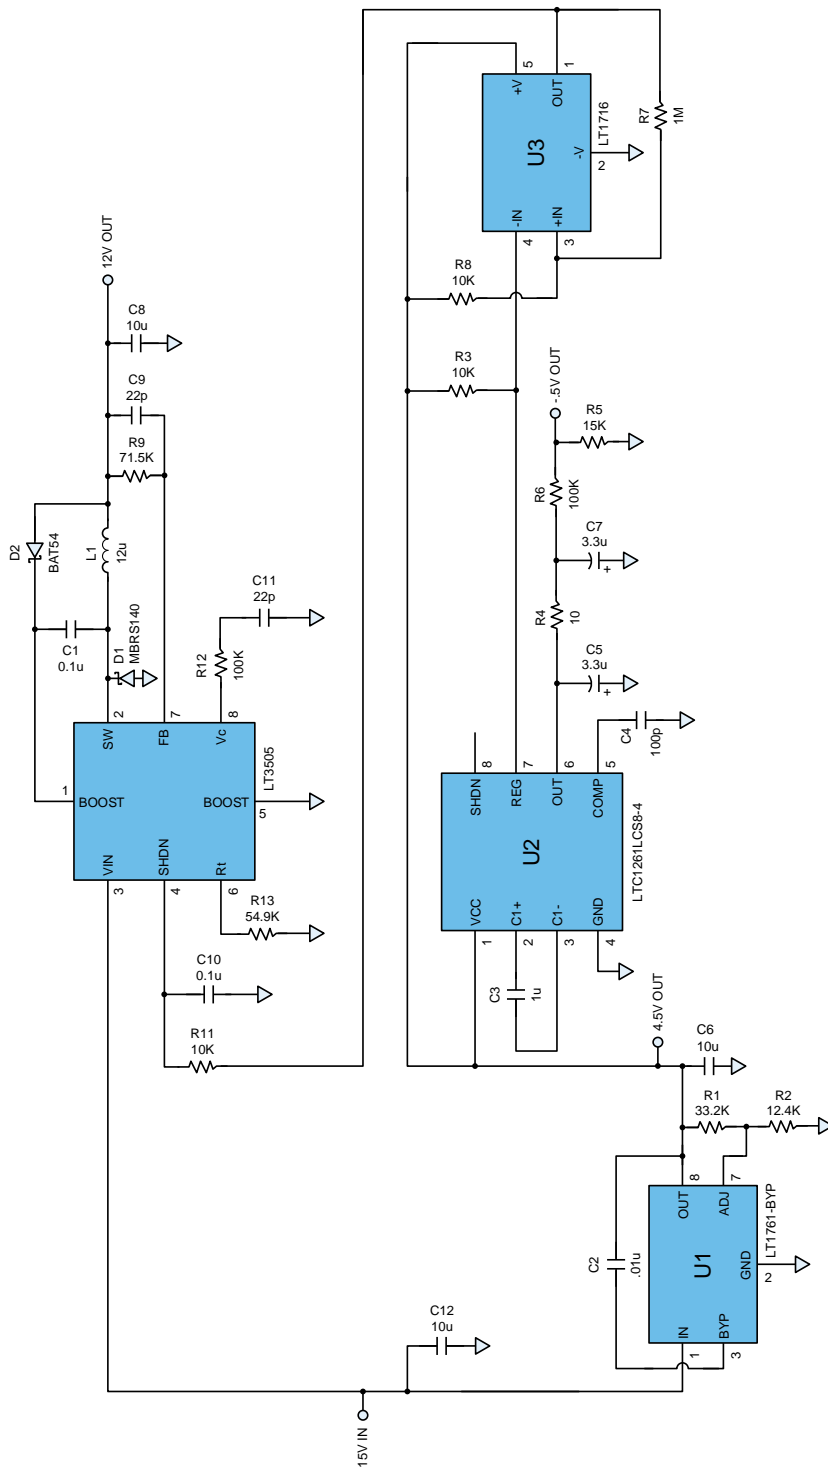 12V OUT
C8
10u
C9
22p
R9
71.5K
D2
BAT54
L1
12u
C1
0.1u
D1
MBRS140
C11
22p
R12
100K
1
2
7
8
SW
FB
Vc
BOOST
BOOST
LT3505
5
VIN
SHDN
Rt
3
4
6
R13
54.9K
C10
0.1u
R11
10K
5
1
+V
OUT
U3
LT1716
-V
2
-IN
+IN
4
3
R7
1M
R8
10K
R3
10K
-.5V OUT
R5
15K
R6
100K
C7
3.3u
+
R4
10
C5
3.3u
+
C4
100p
8
7
6
5
SHDN
REG
OUT
COMP
U2
LTC1261LCS8-4
VCC
C1+
C1-
GND
1
2
3
4
C3
1u
4.5V OUT
C6
10u
R1
33.2K
R2
12.4K
8
7
OUT
ADJ
C2
.01u
U1
GND
2
LT1761-BYP
IN
BYP
1
3
C12
10u
15V IN